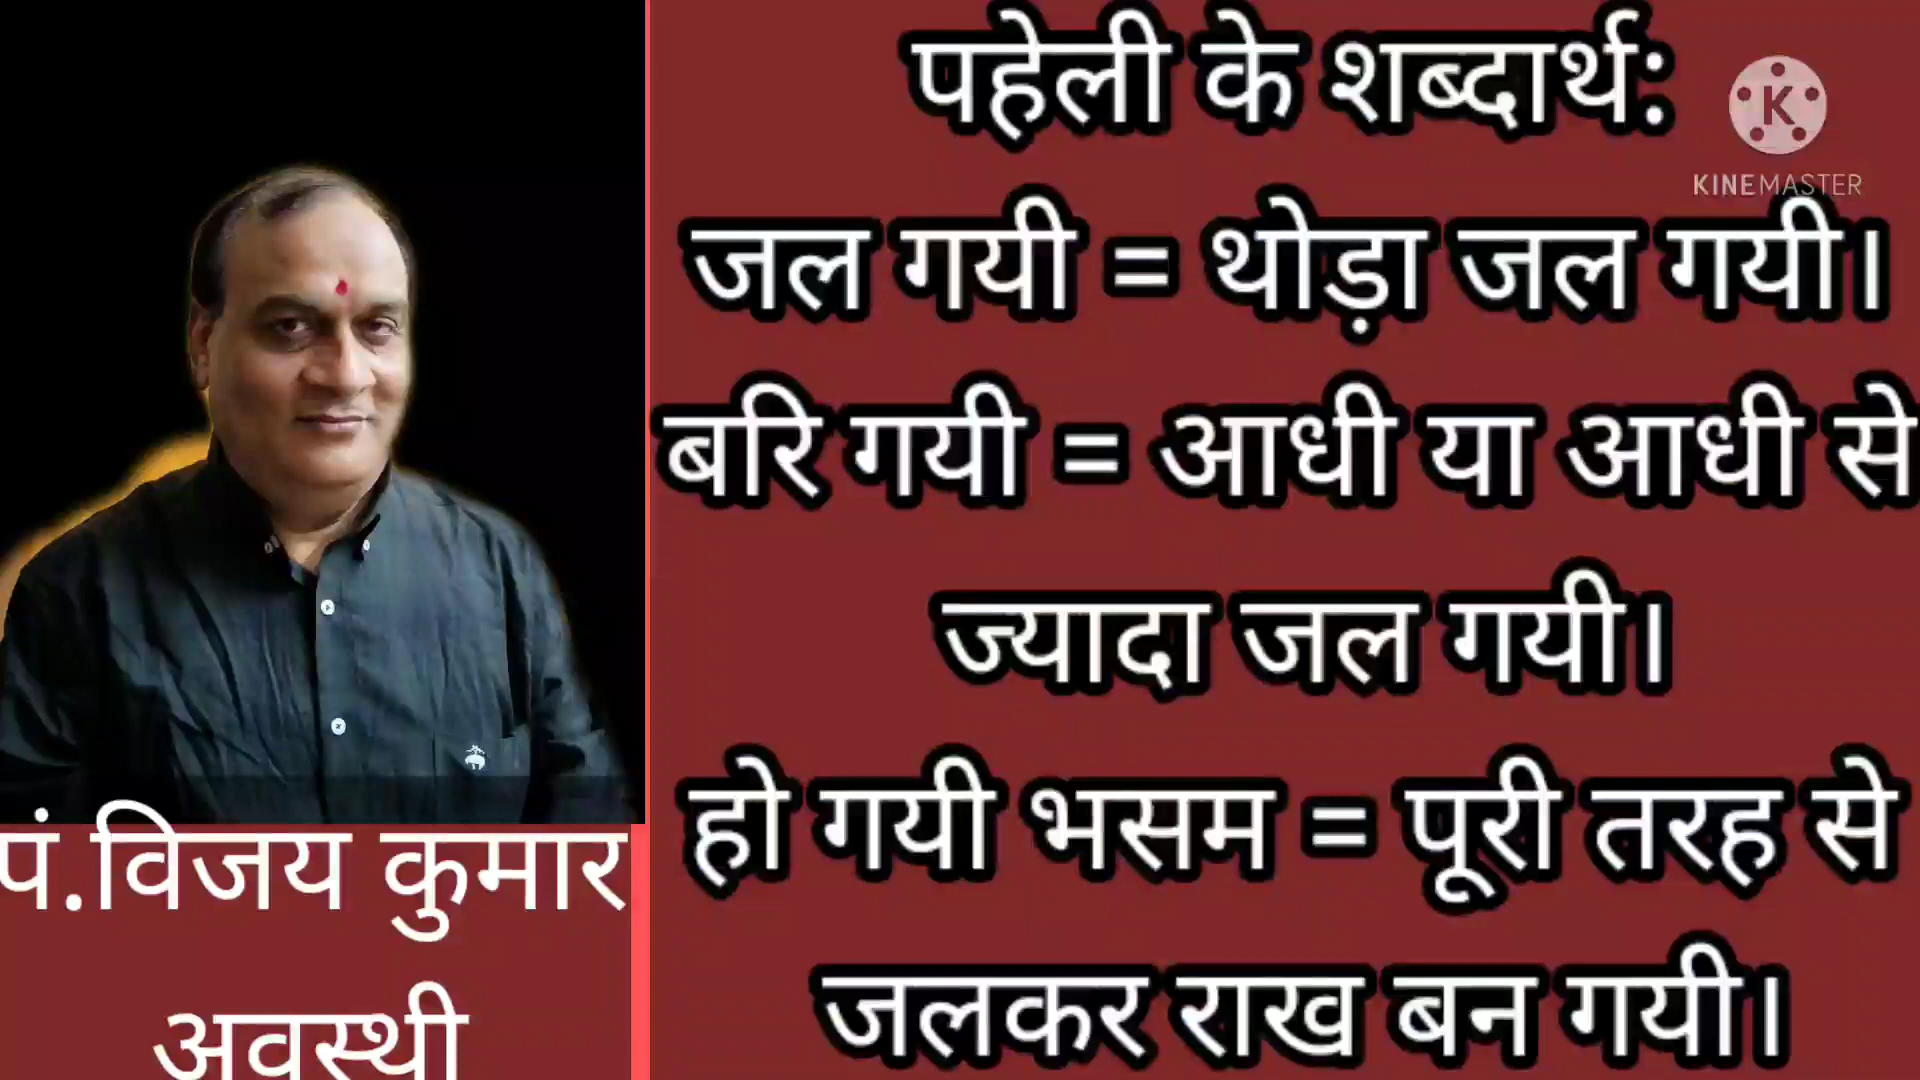 पहेली के शब्दार्थ:
जल गयी = थोड़ा जल गयी।
बरि गयी = आधी या आधी से
ज्यादा जल गयी।
हो गयी भसम = पूरी तरह से
जलकर राख बन गयी।
पं.विजय कुमार
अवस्थी
K
KINEMASTER